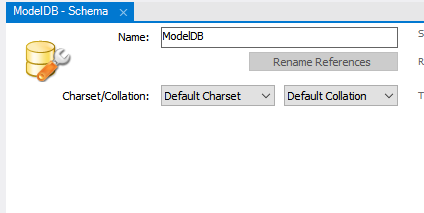 ModelDB - Schema ×
Name: ModelDB S
Rename References R
Charset/Collation: Default Charset Default Collation T